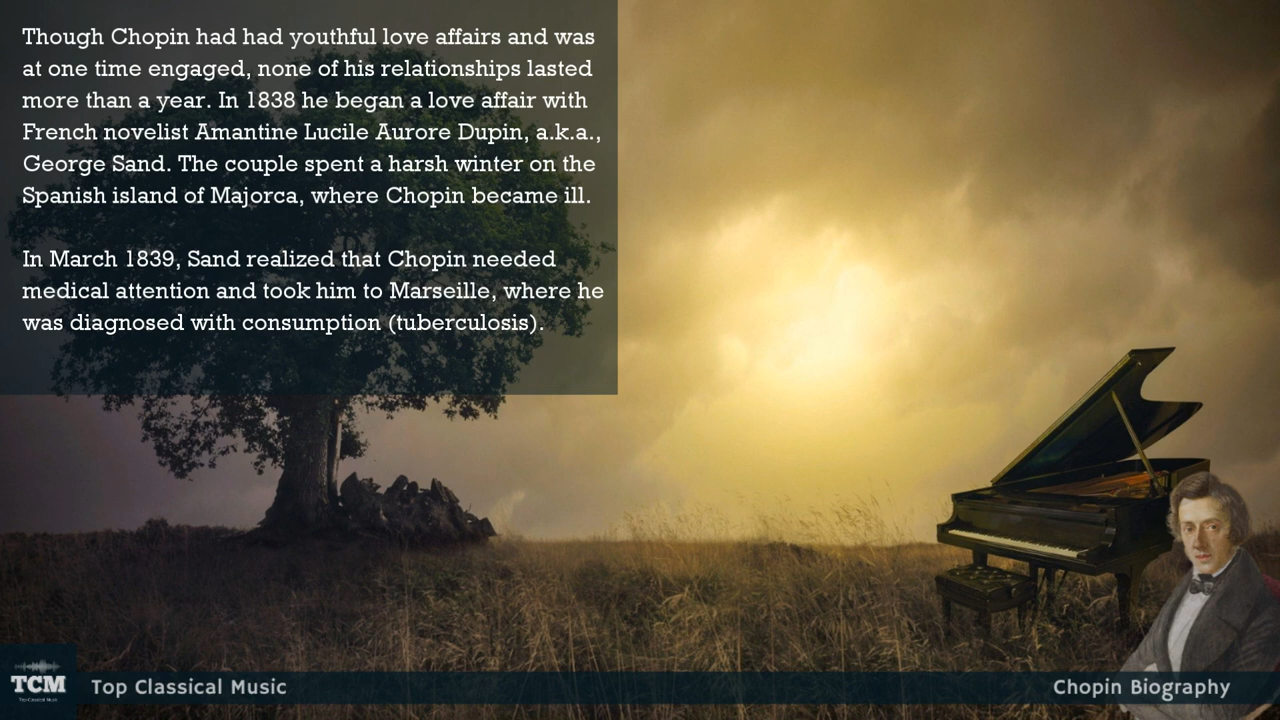 Though Chopin had had youthful love affairs and was
at one time engaged, none of his relationships lasted
more than a year. In 1838 he began a love affair with
French novelist Amantine Lucile Aurore Dupin, a.k.a.,
George Sand. The couple spent a harsh winter on the
Spanish island of Majorca, where Chopin became ill.
In March 1839, Sand realized that Chopin needed
medical attention and took him to Marseille, where he
was diagnosed with consumption (tuberculosis).
TCM
Top Classical Music
Top Classical Music
Chopin Biography